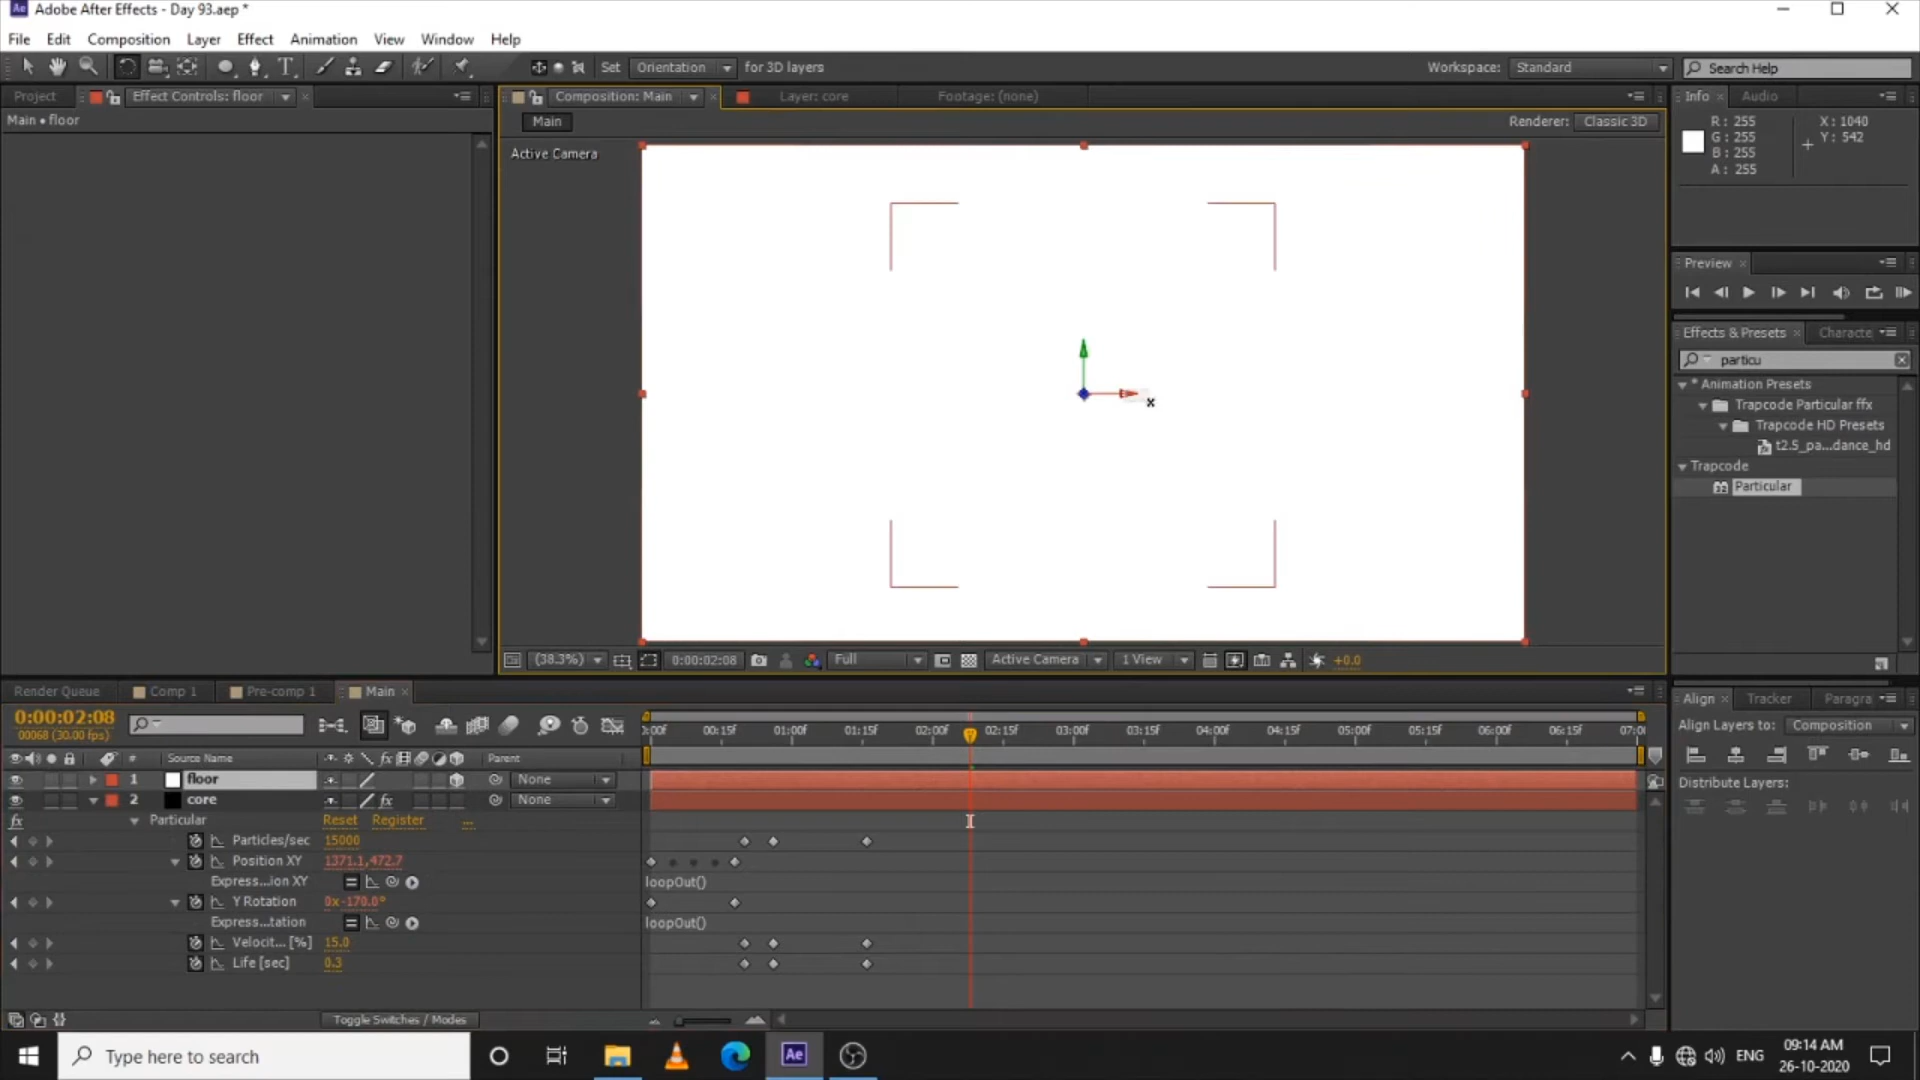 Adobe After Effects - Day 93.aep *
File Edit Composition Layer Effect Animation View Window Help
Set Orientation for 3D layers Workspace: Standard Search Help
Project Effect Controls: floor Composition: Main Layer: core Footage: (none) Info Audio
Main • floor
Main Renderer: Classic 3D
Active Camera
R: 255 X: 1040
G: 255 Y: 542
B: 255
A: 255
Preview
Effects & Presets Characte
particu
* Animation Presets
Trapcode Particular ffx
Trapcode HD Presets
t2.5_pa...dance_hd
Trapcode
Particular
x
(38.3%) 0:00:02:08 Full Active Camera 1 View +0.0
Render Queue Comp 1 Pre-comp 1 Main
Align Tracker Paragra
Align Layers to: Composition
Distribute Layers:
0:00:02:08
00068 (30.00 fps)
:00f 00:15f 01:00f 01:15f 02:00f 02:15f 03:00f 03:15f 04:00f 04:15f 05:00f 05:15f 06:00f 06:15f 07:0
# Source Name fx Parent
1 floor None
2 core fx None
fx Particular Reset Register ...
Particles/sec 15000
Position XY 1371.1,472.7
Express...ion XY loopOut()
Y Rotation 0x-170.0°
Express...tation loopOut()
Velocit... [%] 15.0
Life [sec] 0.3
Toggle Switches / Modes
Type here to search
Ae
ENG
09:14 AM
26-10-2020